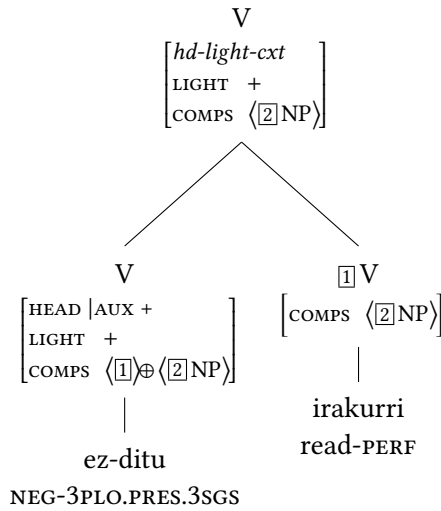 V
[hd-light-cxt
LIGHT +
COMPS ⟨[2]NP⟩]
V
[HEAD |AUX +
LIGHT +
COMPS ⟨[1]⟩⊕⟨[2]NP⟩]
[1]V
[COMPS ⟨[2]NP⟩]
ez-ditu
NEG-3PLO.PRES.3SGS
irakurri
read-PERF